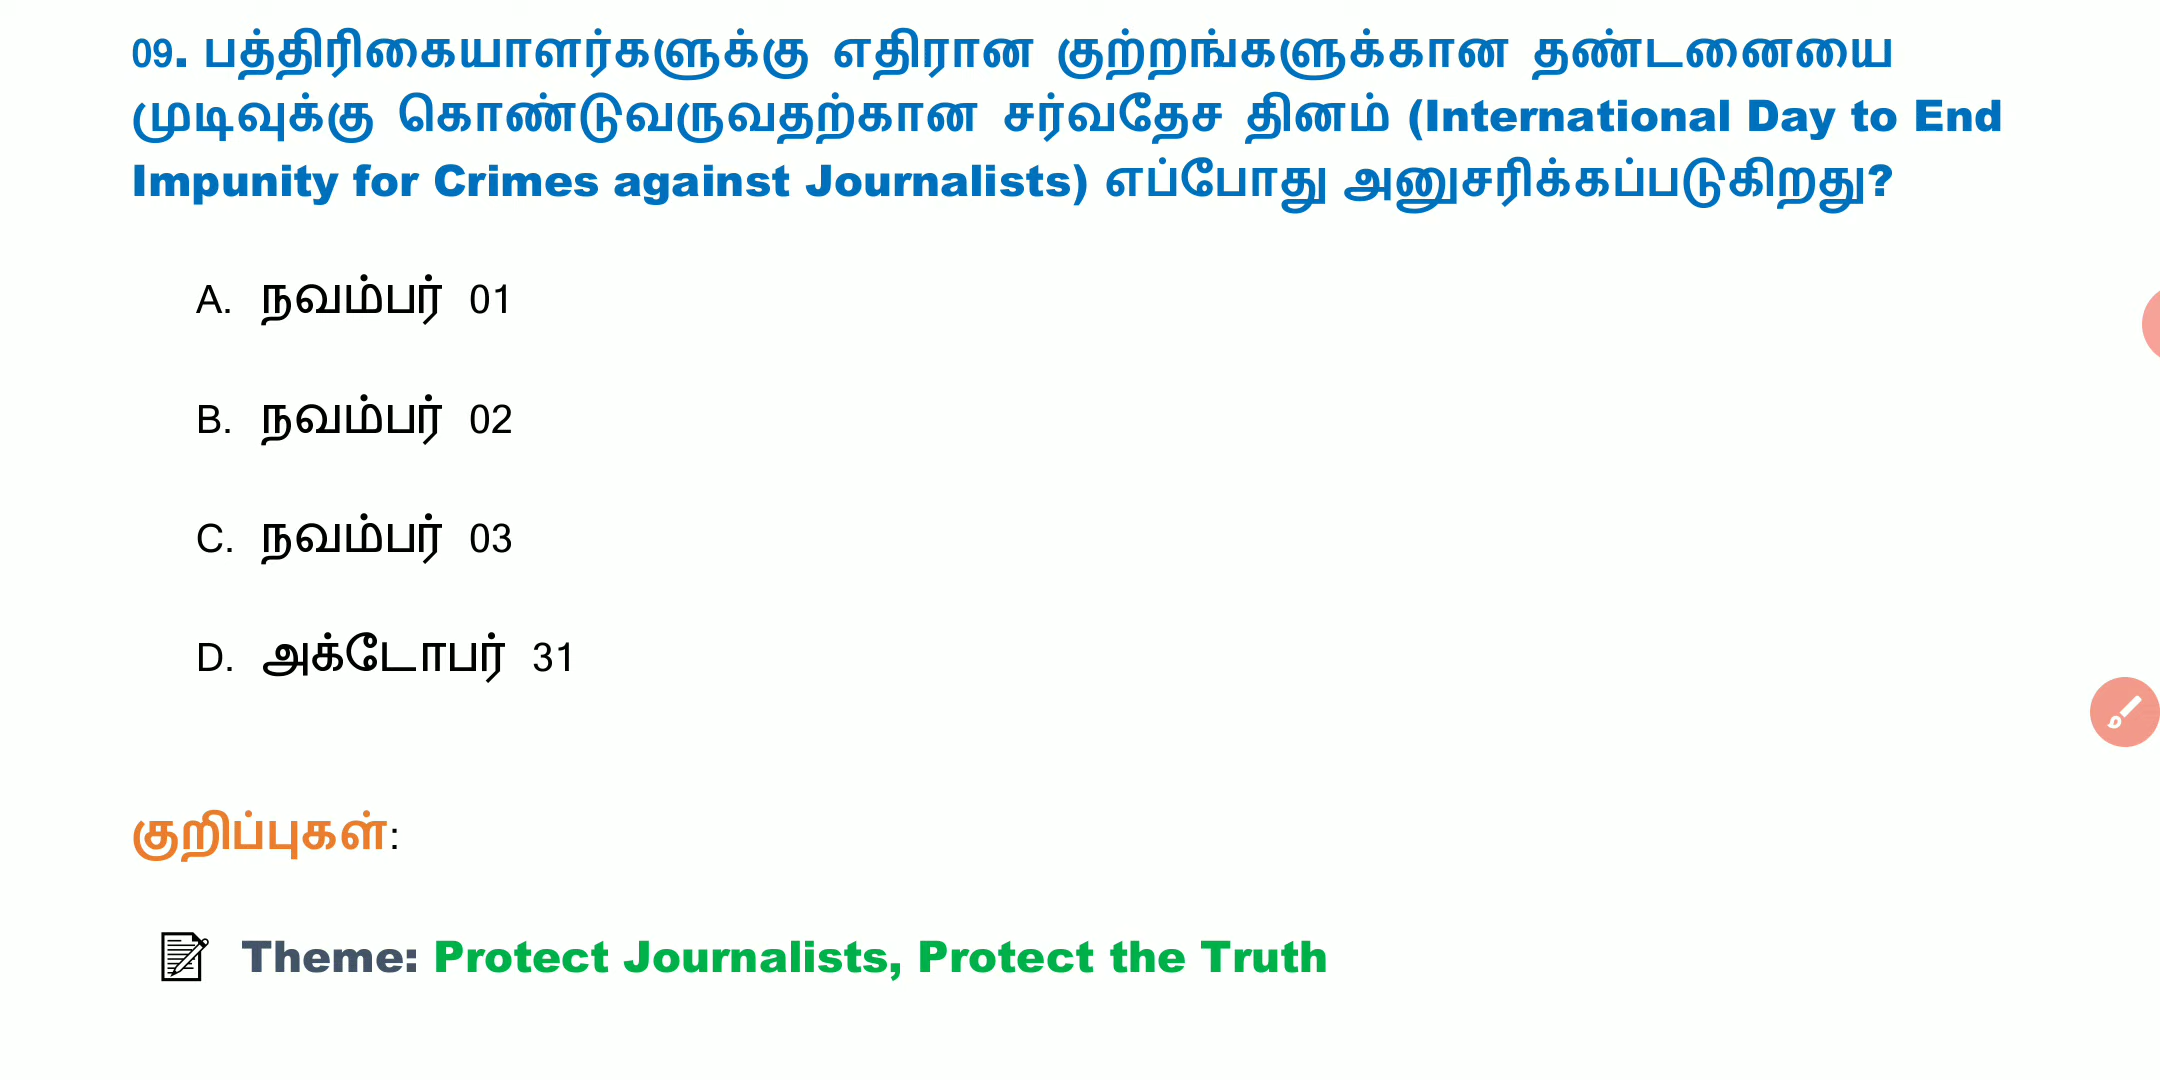 09. பத்திரிகையாளர்களுக்கு எதிரான குற்றங்களுக்கான தண்டனையை
முடிவுக்கு கொண்டுவருவதற்கான சர்வதேச தினம் (International Day to End
Impunity for Crimes against Journalists) எப்போது அனுசரிக்கப்படுகிறது?
A. நவம்பர் 01
B. நவம்பர் 02
C. நவம்பர் 03
D. அக்டோபர் 31
குறிப்புகள்:
Theme: Protect Journalists, Protect the Truth